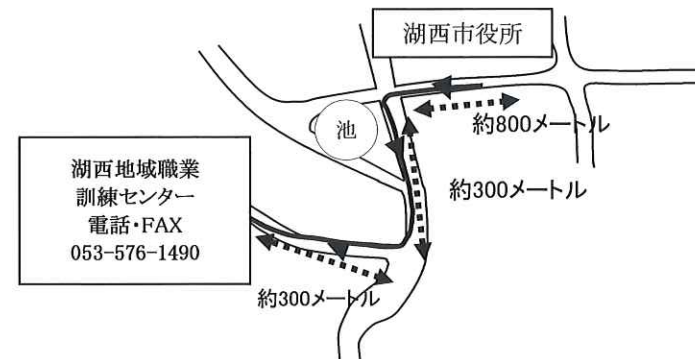 湖西市役所
池
約800メートル
湖西地域職業
訓練センター
電話・FAX
053-576-1490
約300メートル
約300メートル